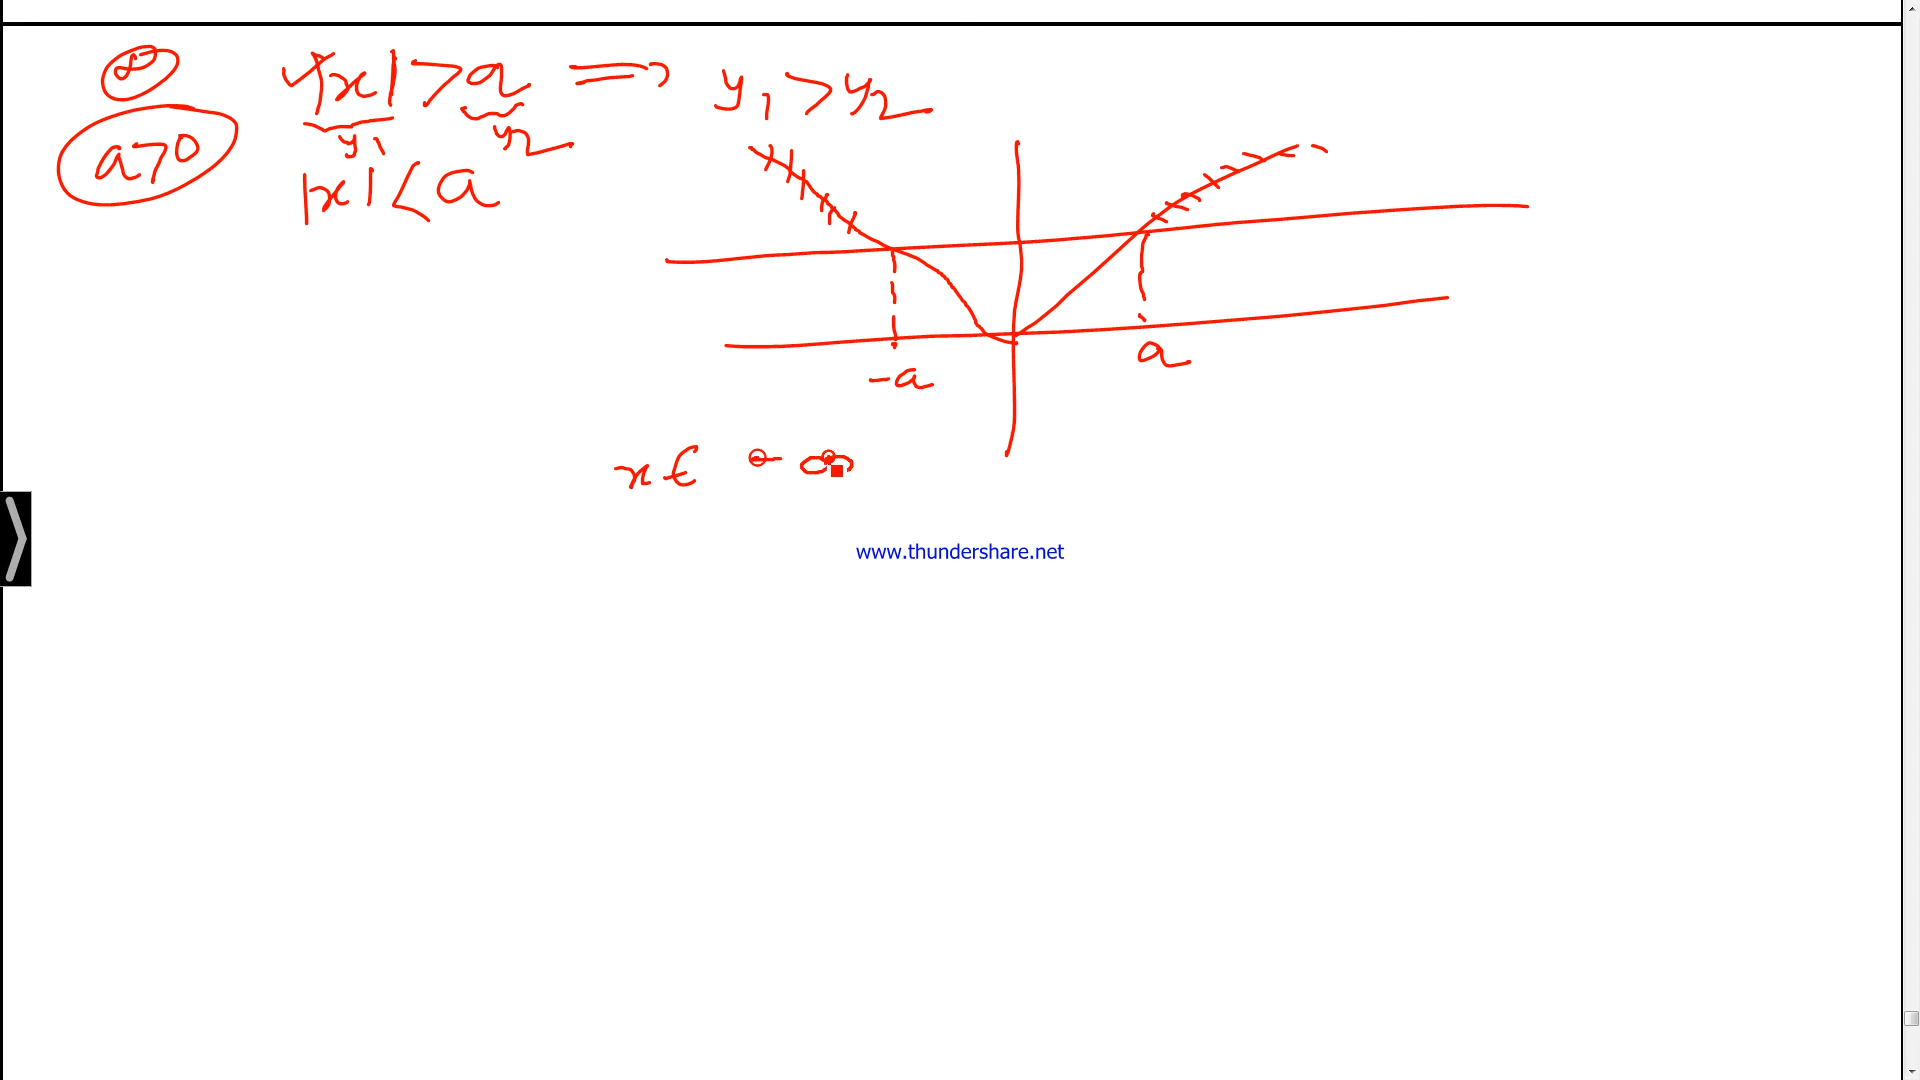 |x| > a ⇒ y₁ > y₂
y₁ y₂
a>0
|x| < a
-a
a
x € - ∞
www.thundershare.net